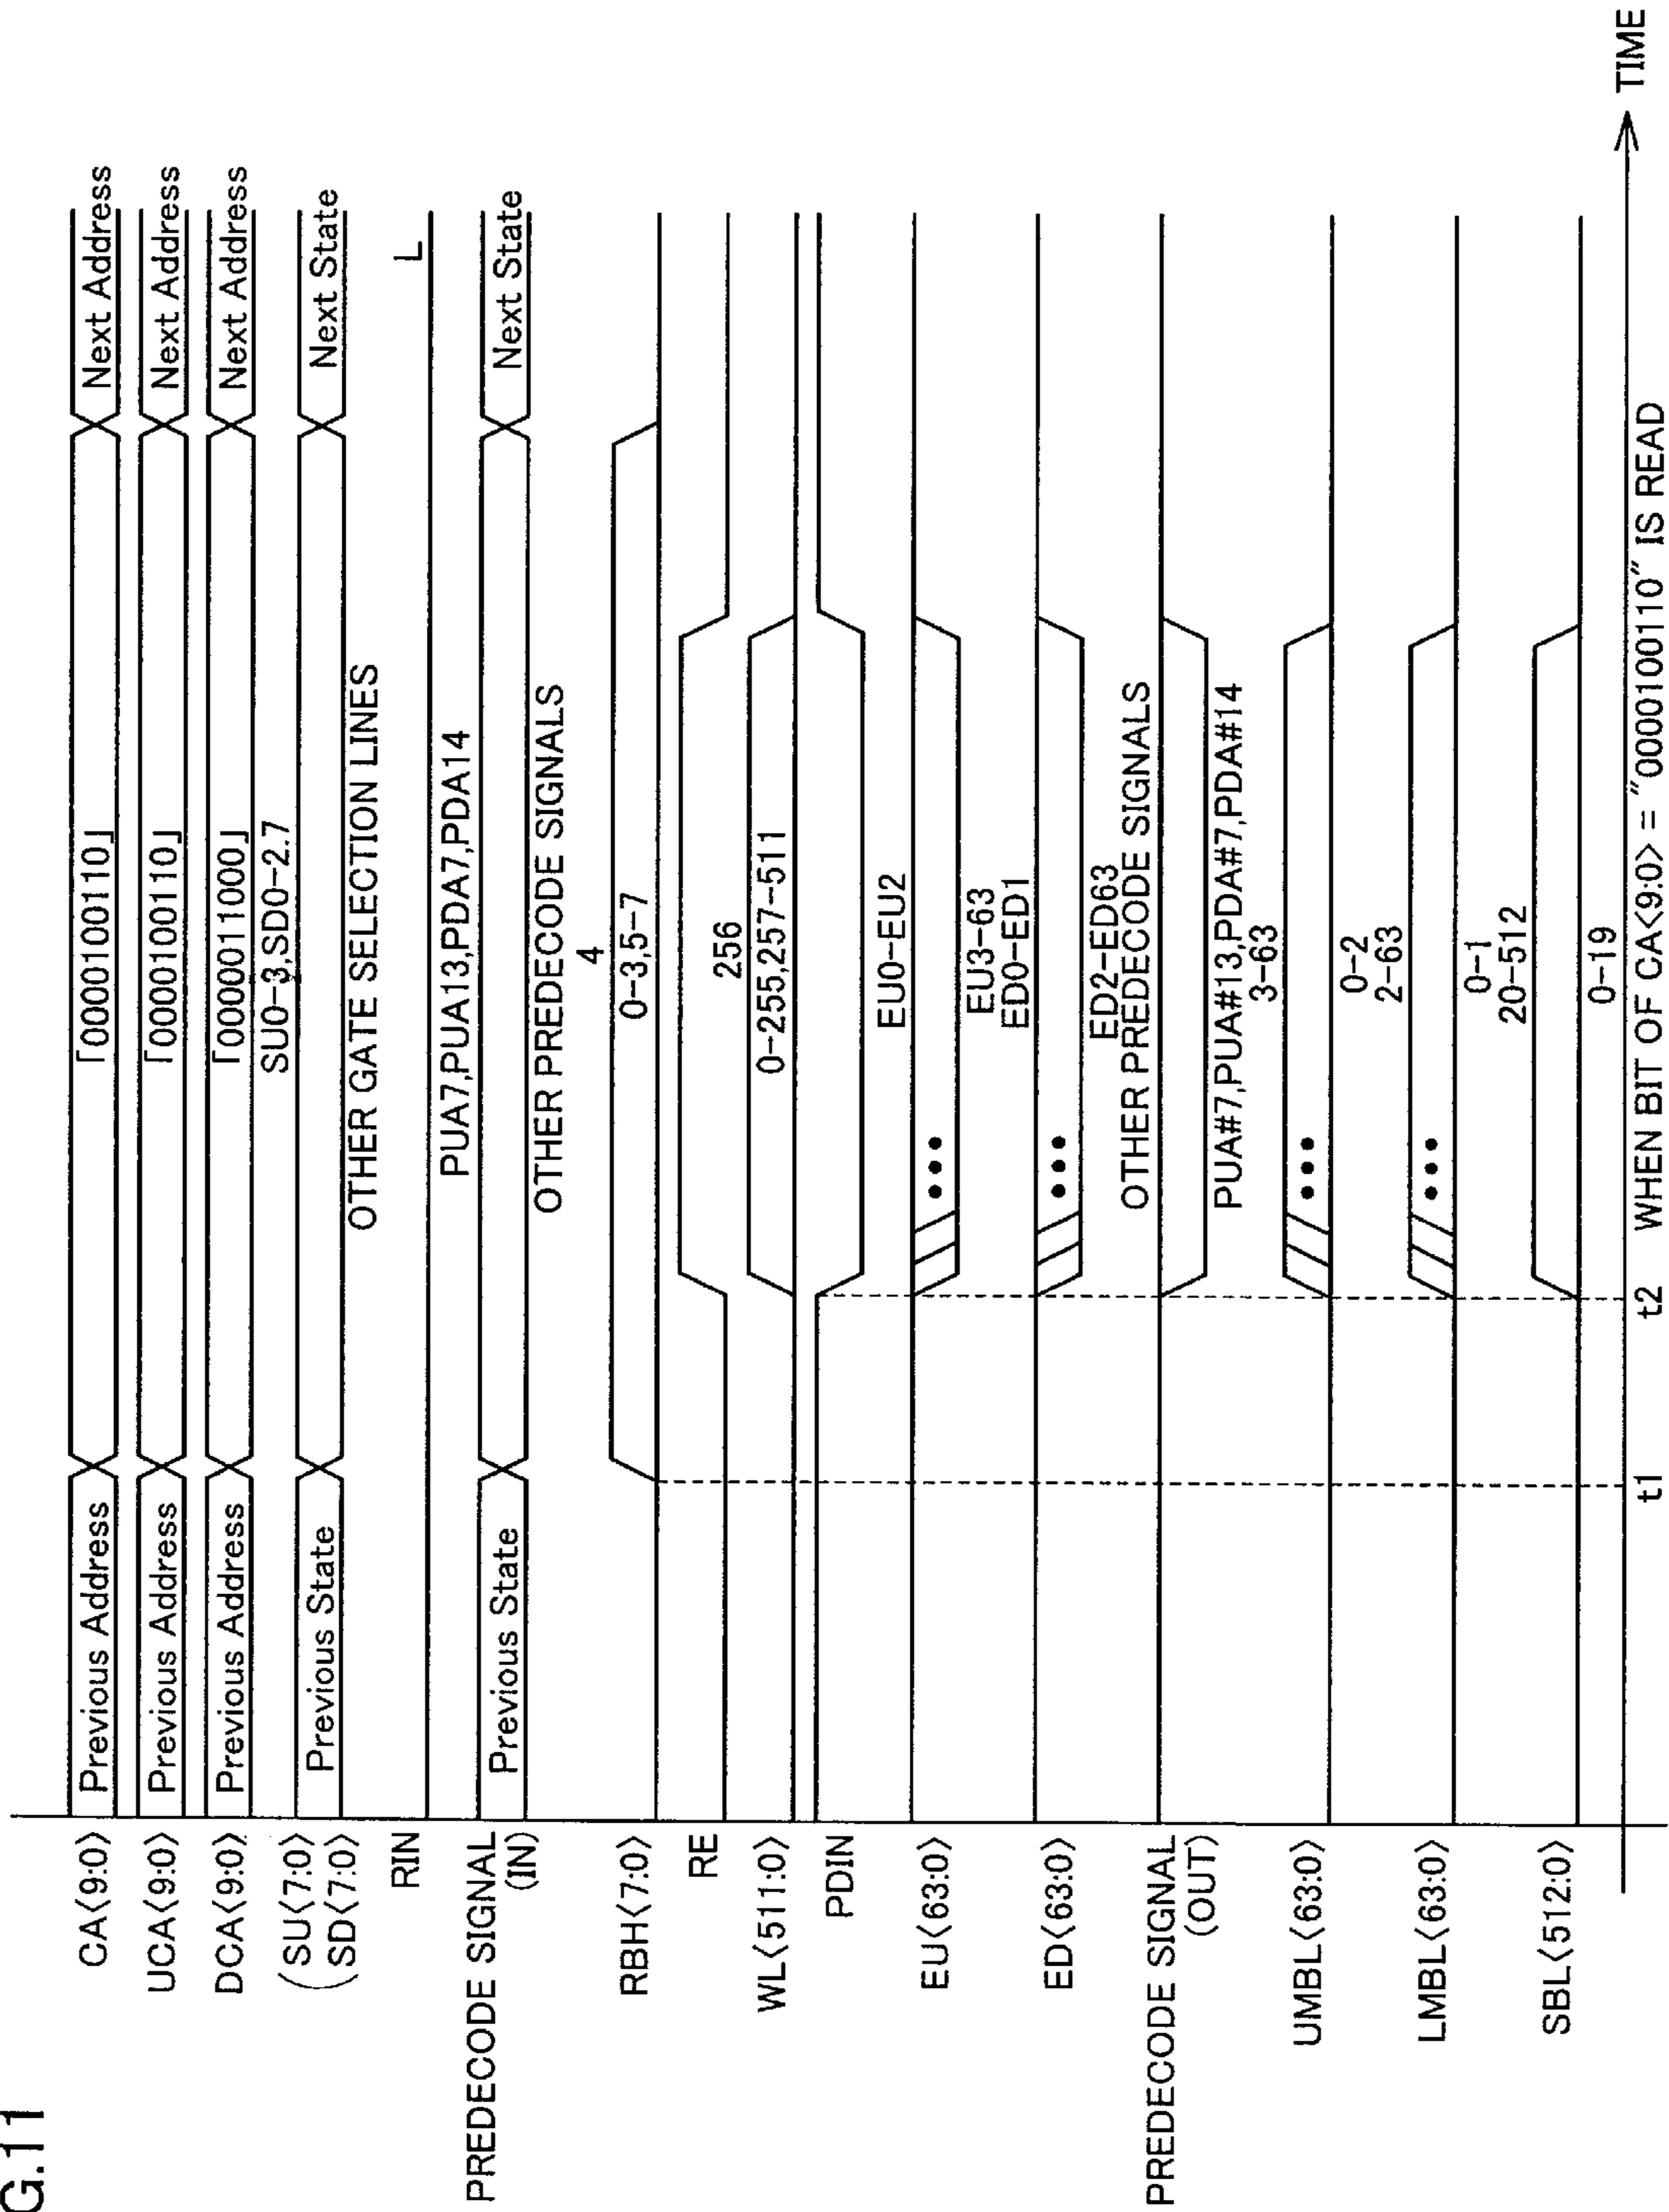 G.11
CA⟨9:0⟩ Previous Address 「0000100110」 Next Address
UCA⟨9:0⟩ Previous Address 「0000100110」 Next Address
DCA⟨9:0⟩ Previous Address 「0000011000」 Next Address
SU0-3,SD0-2.7
(SU⟨7:0⟩
(SD⟨7:0⟩ Previous State Next State
OTHER GATE SELECTION LINES
RIN L
PUA7,PUA13,PDA7,PDA14
PREDECODE SIGNAL
(IN) Previous State Next State
OTHER PREDECODE SIGNALS
4
RBH⟨7:0⟩ 0-3,5-7
RE
256
WL⟨511:0⟩ 0-255,257-511
PDIN
EU0-EU2
EU⟨63:0⟩ •••
EU3-63
ED0-ED1
ED⟨63:0⟩ •••
ED2-ED63
OTHER PREDECODE SIGNALS
PREDECODE SIGNAL
(OUT)
PUA#7,PUA#13,PDA#7,PDA#14
3-63
UMBL⟨63:0⟩ •••
0-2
2-63
LMBL⟨63:0⟩ •••
0-1
20-512
SBL⟨512:0⟩
0-19
t1 t2 TIME
WHEN BIT OF CA⟨9:0⟩ = "0000100110" IS READ